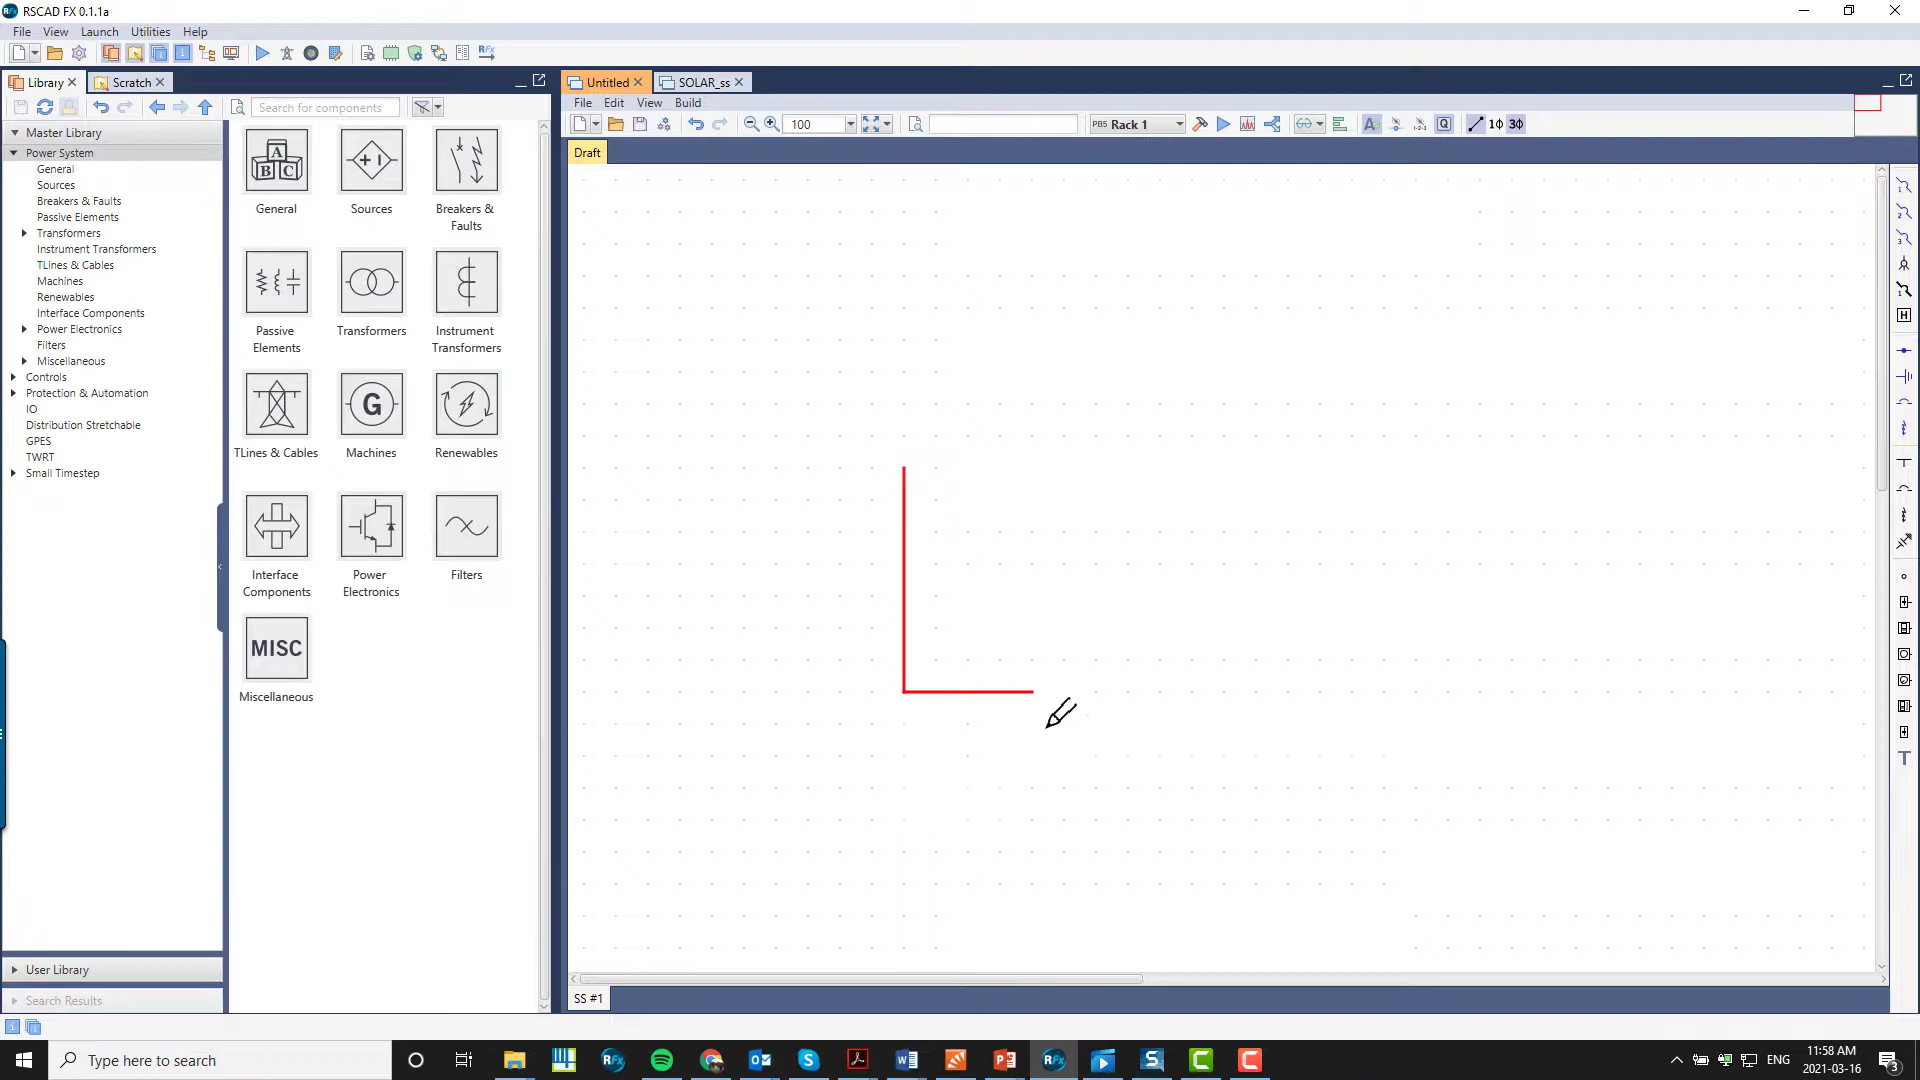 RSCAD FX 0.1.1a
File View Launch Utilities Help
Library Scratch
Untitled SOLAR_ss
File Edit View Build
Search for components
100
PB5 Rack 1
1Φ 3Φ
Draft
Master Library
Power System
General
Sources
Breakers & Faults
Passive Elements
Transformers
Instrument Transformers
TLines & Cables
Machines
Renewables
Interface Components
Power Electronics
Filters
Miscellaneous
Controls
Protection & Automation
IO
Distribution Stretchable
GPES
TWRT
Small Timestep
User Library
Search Results
A
B C
General
Sources
Breakers &
Faults
Passive
Elements
Transformers
Instrument
Transformers
TLines & Cables
G
Machines
Renewables
Interface
Components
Power
Electronics
Filters
MISC
Miscellaneous
SS #1
Type here to search
ENG
11:58 AM
2021-03-16
3